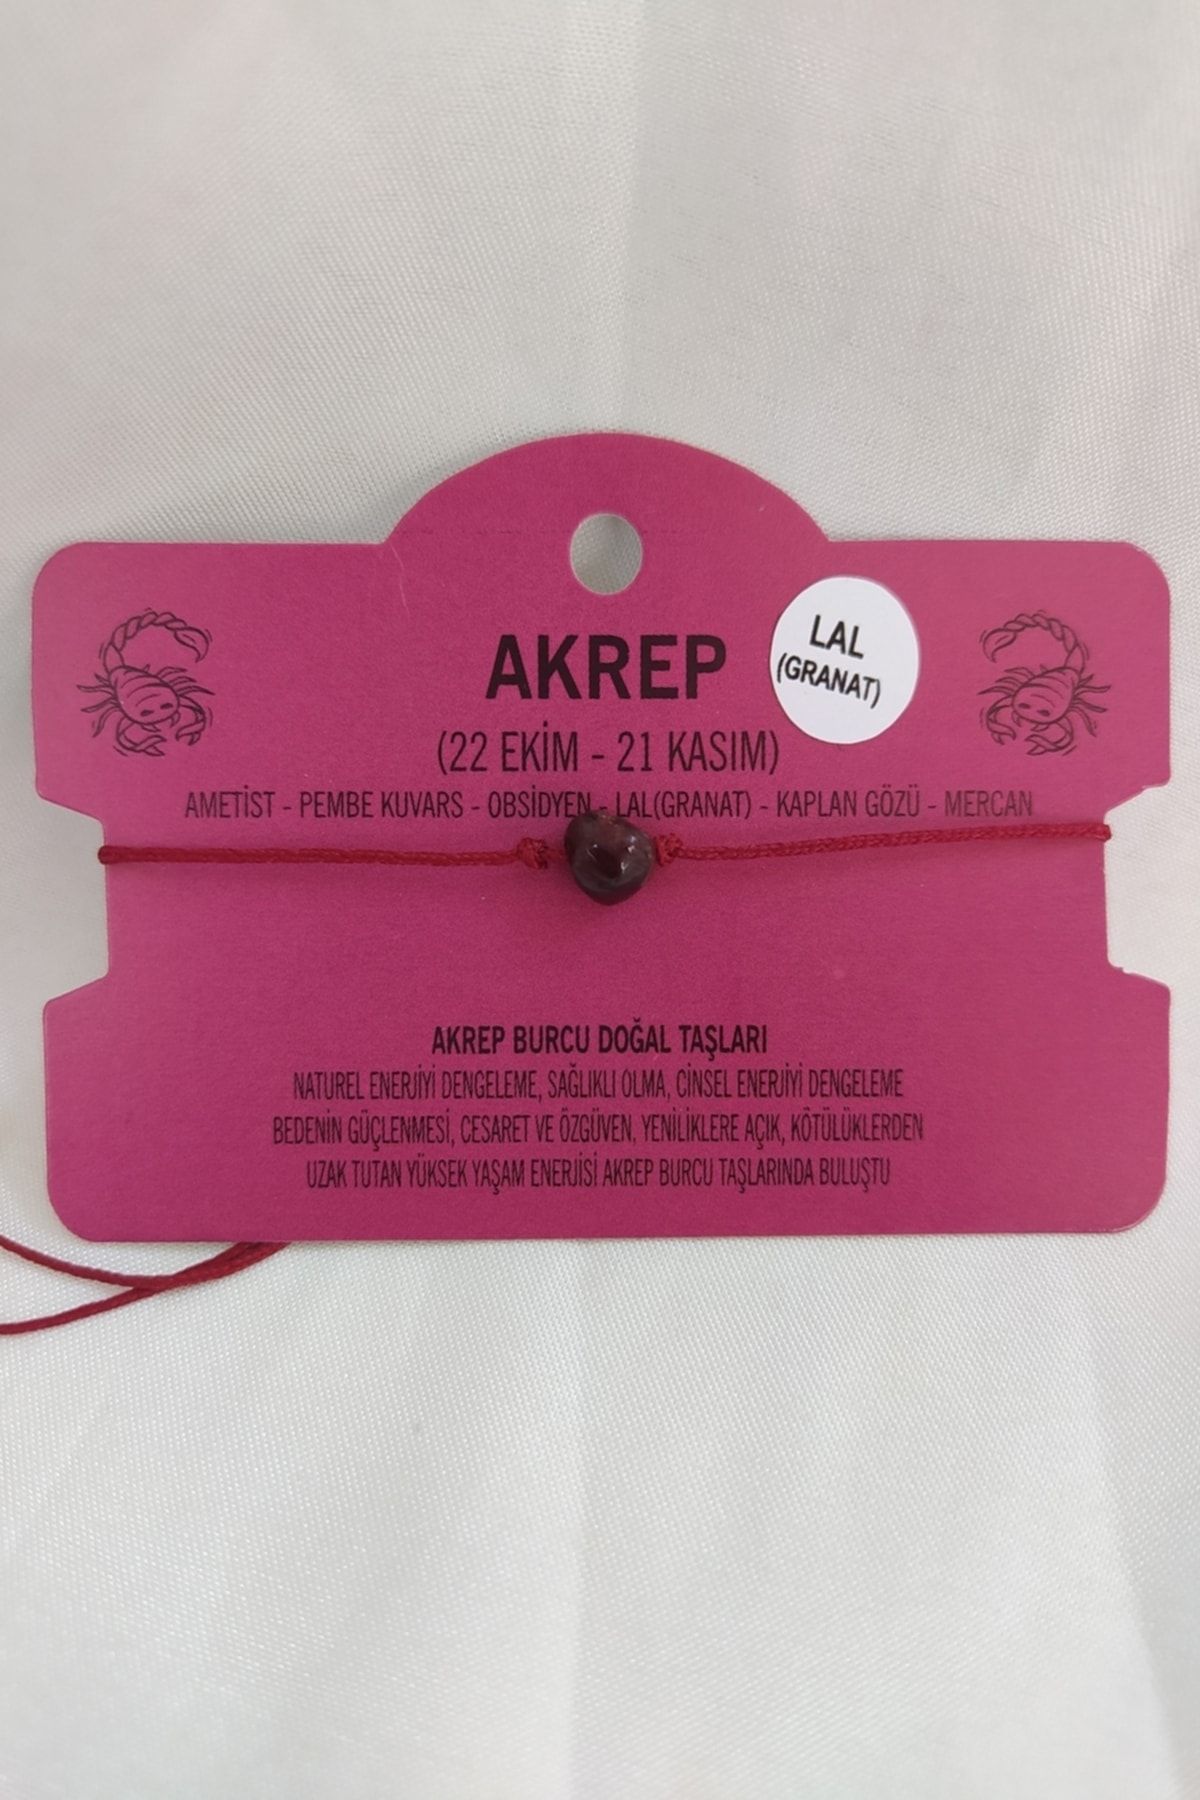 AKREP
LAL
(GRANAT)
(22 EKİM - 21 KASIM)
AMETİST - PEMBE KUVARS - OBSİDYEN - LAL(GRANAT) - KAPLAN GÖZÜ - MERCAN
AKREP BURCU DOĞAL TAŞLARI
NATUREL ENERJİYİ DENGELEME, SAĞLIKLI OLMA, CİNSEL ENERJİYİ DENGELEME
BEDENİN GÜÇLENMESİ, CESARET VE ÖZGÜVEN, YENİLİKLERE AÇIK, KÖTÜLÜKLERDEN
UZAK TUTAN YÜKSEK YAŞAM ENERJİSİ AKREP BURCU TAŞLARINDA BULUŞTU